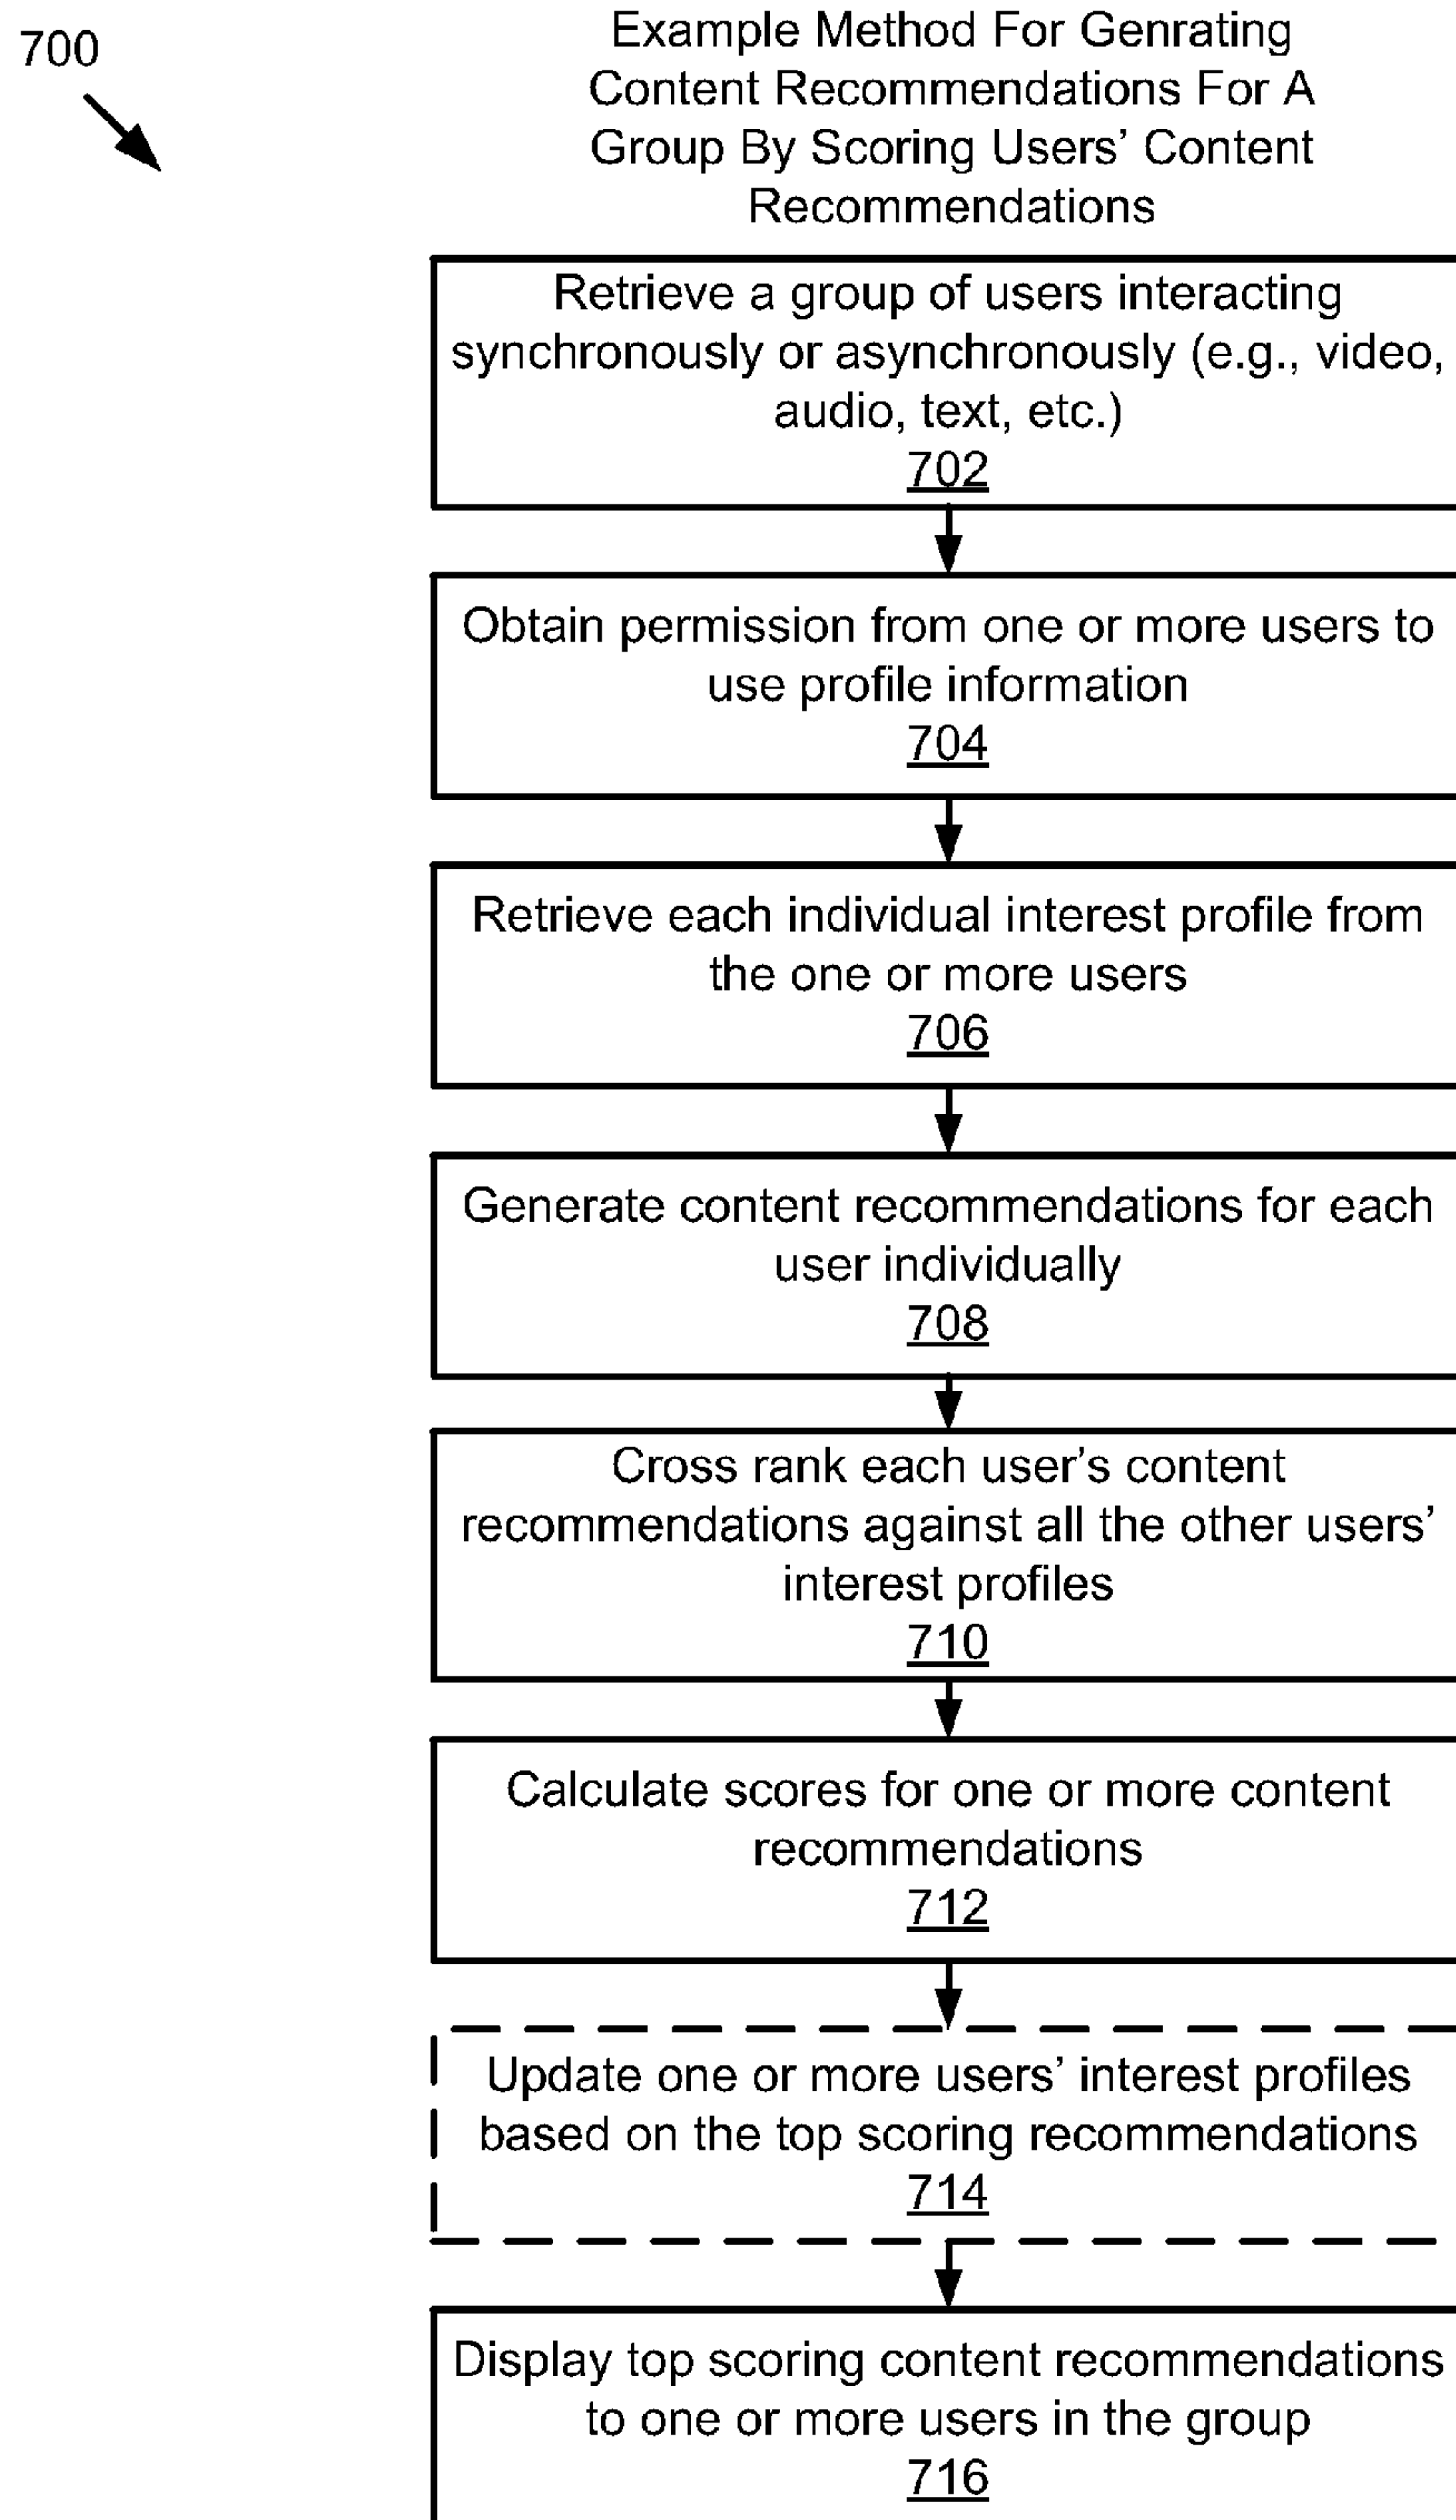 700
Example Method For Genrating
Content Recommendations For A
Group By Scoring Users’ Content
Recommendations
Retrieve a group of users interacting
synchronously or asynchronously (e.g., video,
audio, text, etc.)
702
Obtain permission from one or more users to
use profile information
704
Retrieve each individual interest profile from
the one or more users
706
Generate content recommendations for each
user individually
708
Cross rank each user’s content
recommendations against all the other users’
interest profiles
710
Calculate scores for one or more content
recommendations
712
Update one or more users’ interest profiles
based on the top scoring recommendations
714
Display top scoring content recommendations
to one or more users in the group
716